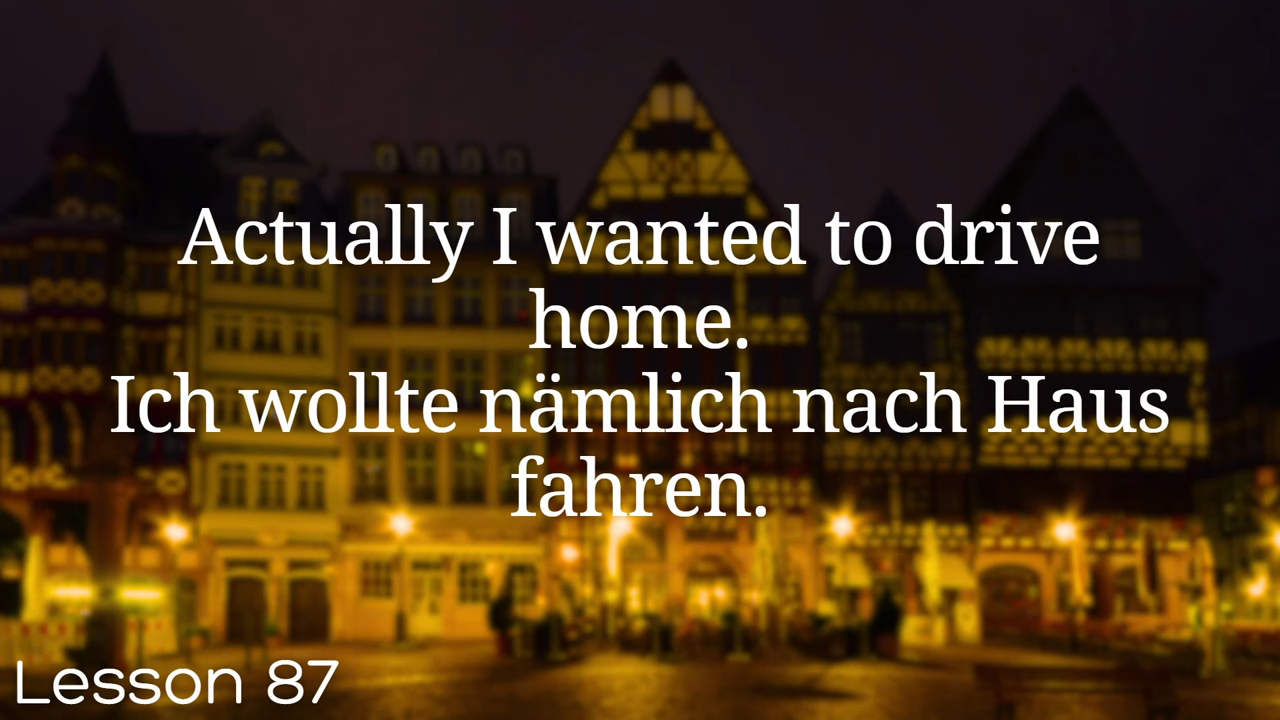 Actually I wanted to drive
home.
Ich wollte nämlich nach Haus
fahren.
Lesson 87